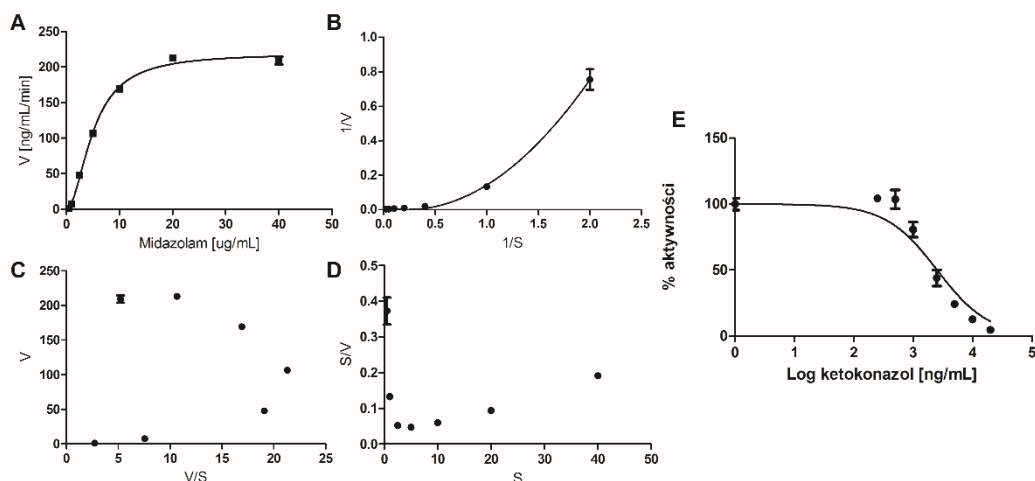 A
V [ng/mL/min]
250
200
150
100
50
0
0 10 20 30 40 50
Midazolam [ug/mL]
B
1/V
1.0
0.8
0.6
0.4
0.2
0.0
0.0 0.5 1.0 1.5 2.0 2.5
1/S
C
V
250
200
150
100
50
0
0 5 10 15 20 25
V/S
D
S/V
0.5
0.4
0.3
0.2
0.1
0.0
0 10 20 30 40 50
S
E
% aktywności
150
100
50
0
0 1 2 3 4 5
Log ketokonazol [ng/mL]